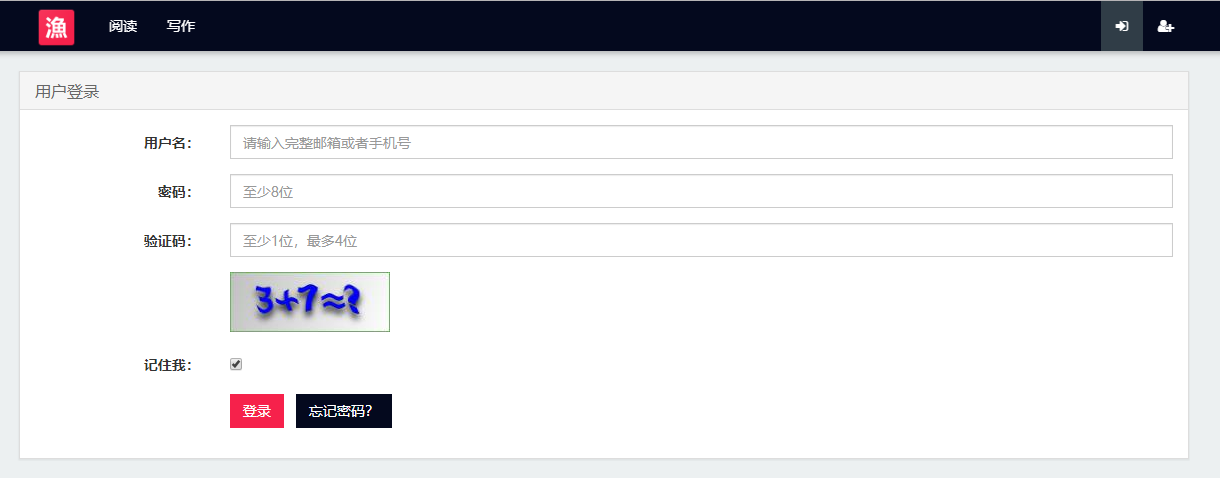 漁 阅读 写作
用户登录
用户名： 请输入完整邮箱或者手机号
密码： 至少8位
验证码： 至少1位，最多4位
3+7≈?
记住我：
登录 忘记密码？